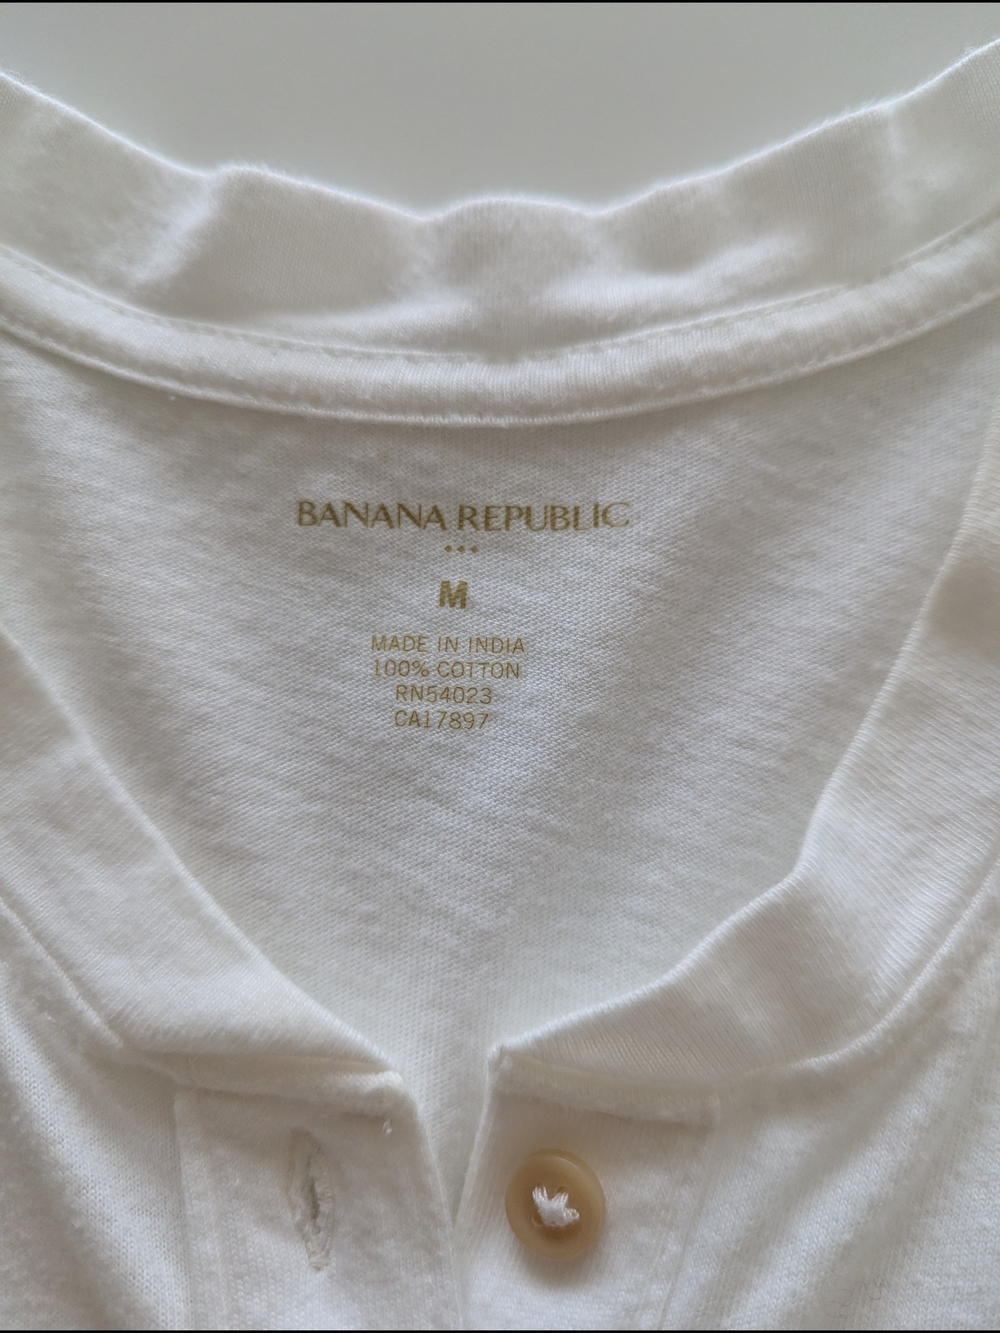 BANANA REPUBLIC
M
MADE IN INDIA
100% COTTON
RN54023
CA17897